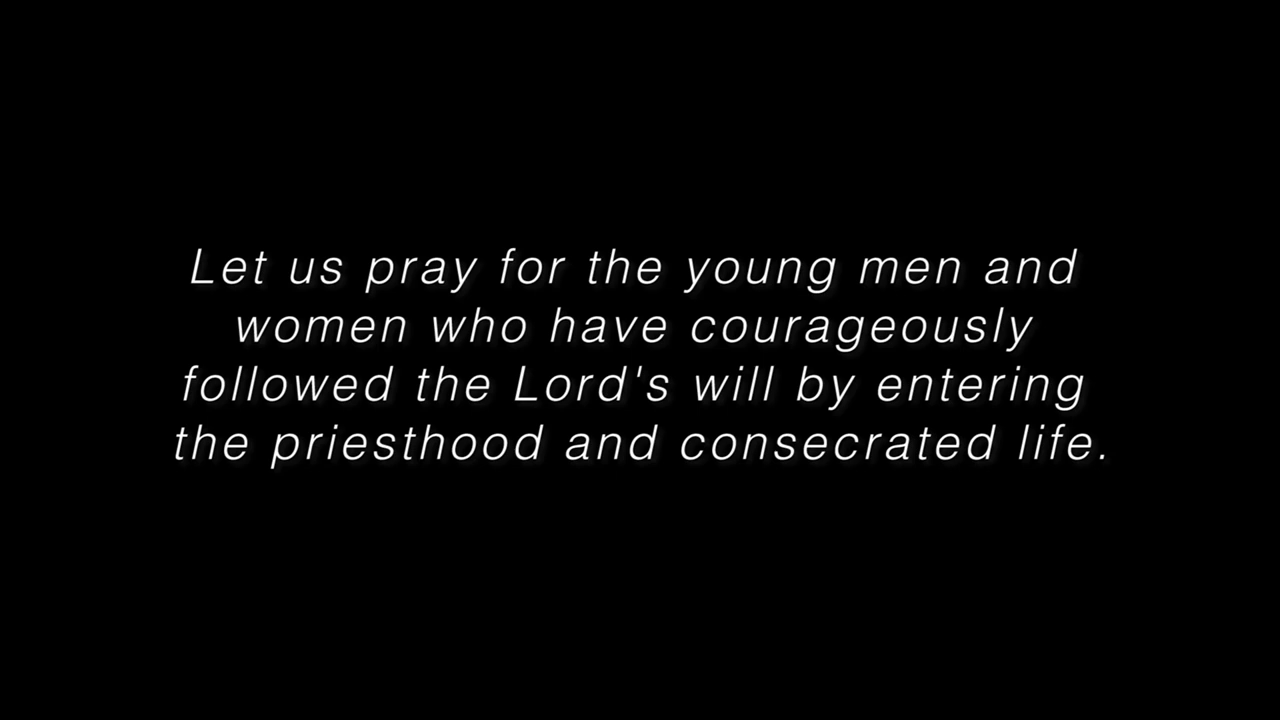 Let us pray for the young men and
women who have courageously
followed the Lord's will by entering
the priesthood and consecrated life.